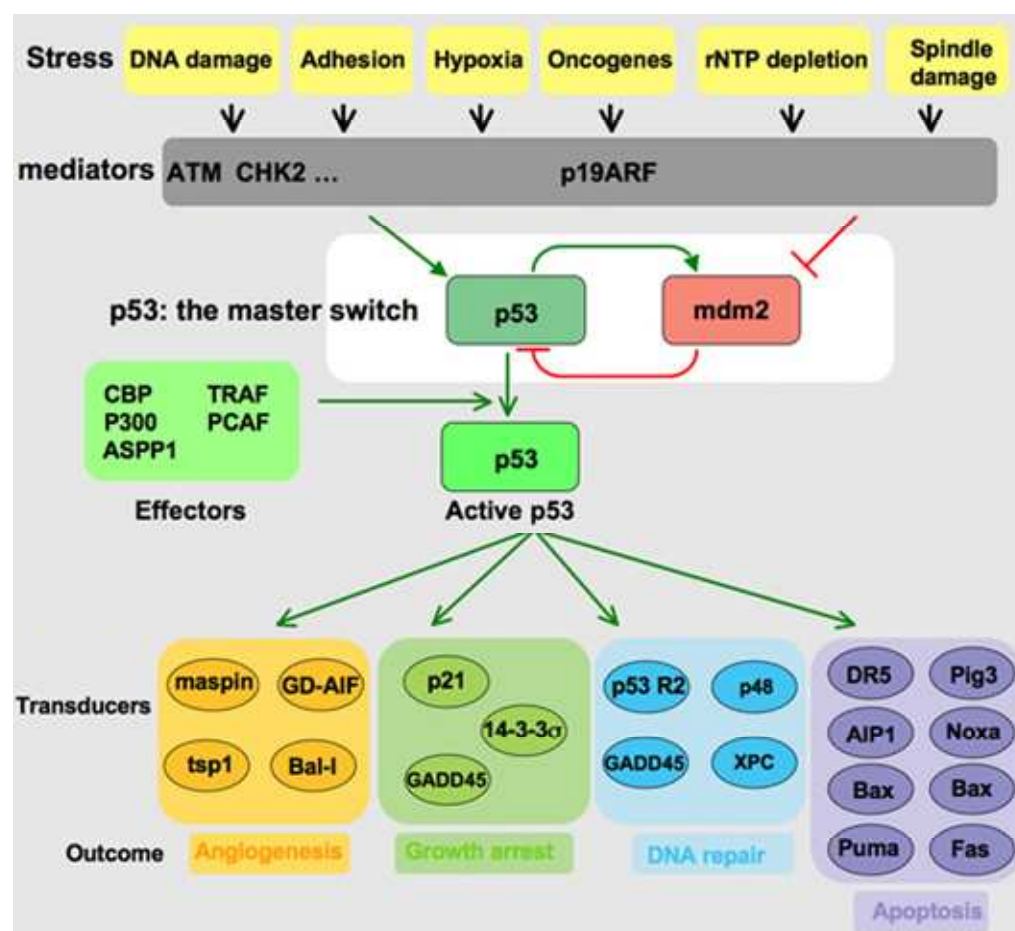 Stress DNA damage Adhesion Hypoxia Oncogenes rNTP depletion Spindle damage
mediators ATM CHK2 ... p19ARF
p53: the master switch p53 mdm2
CBP TRAF
P300 PCAF
ASPP1
Effectors
p53
Active p53
Transducers
maspin GD-AIF
tsp1 Bal-I
p21
14-3-3σ
GADD45
p53 R2 p48
GADD45 XPC
DR5 Pig3
AIP1 Noxa
Bax Bax
Puma Fas
Outcome Angiogenesis Growth arrest DNA repair
Apoptosis